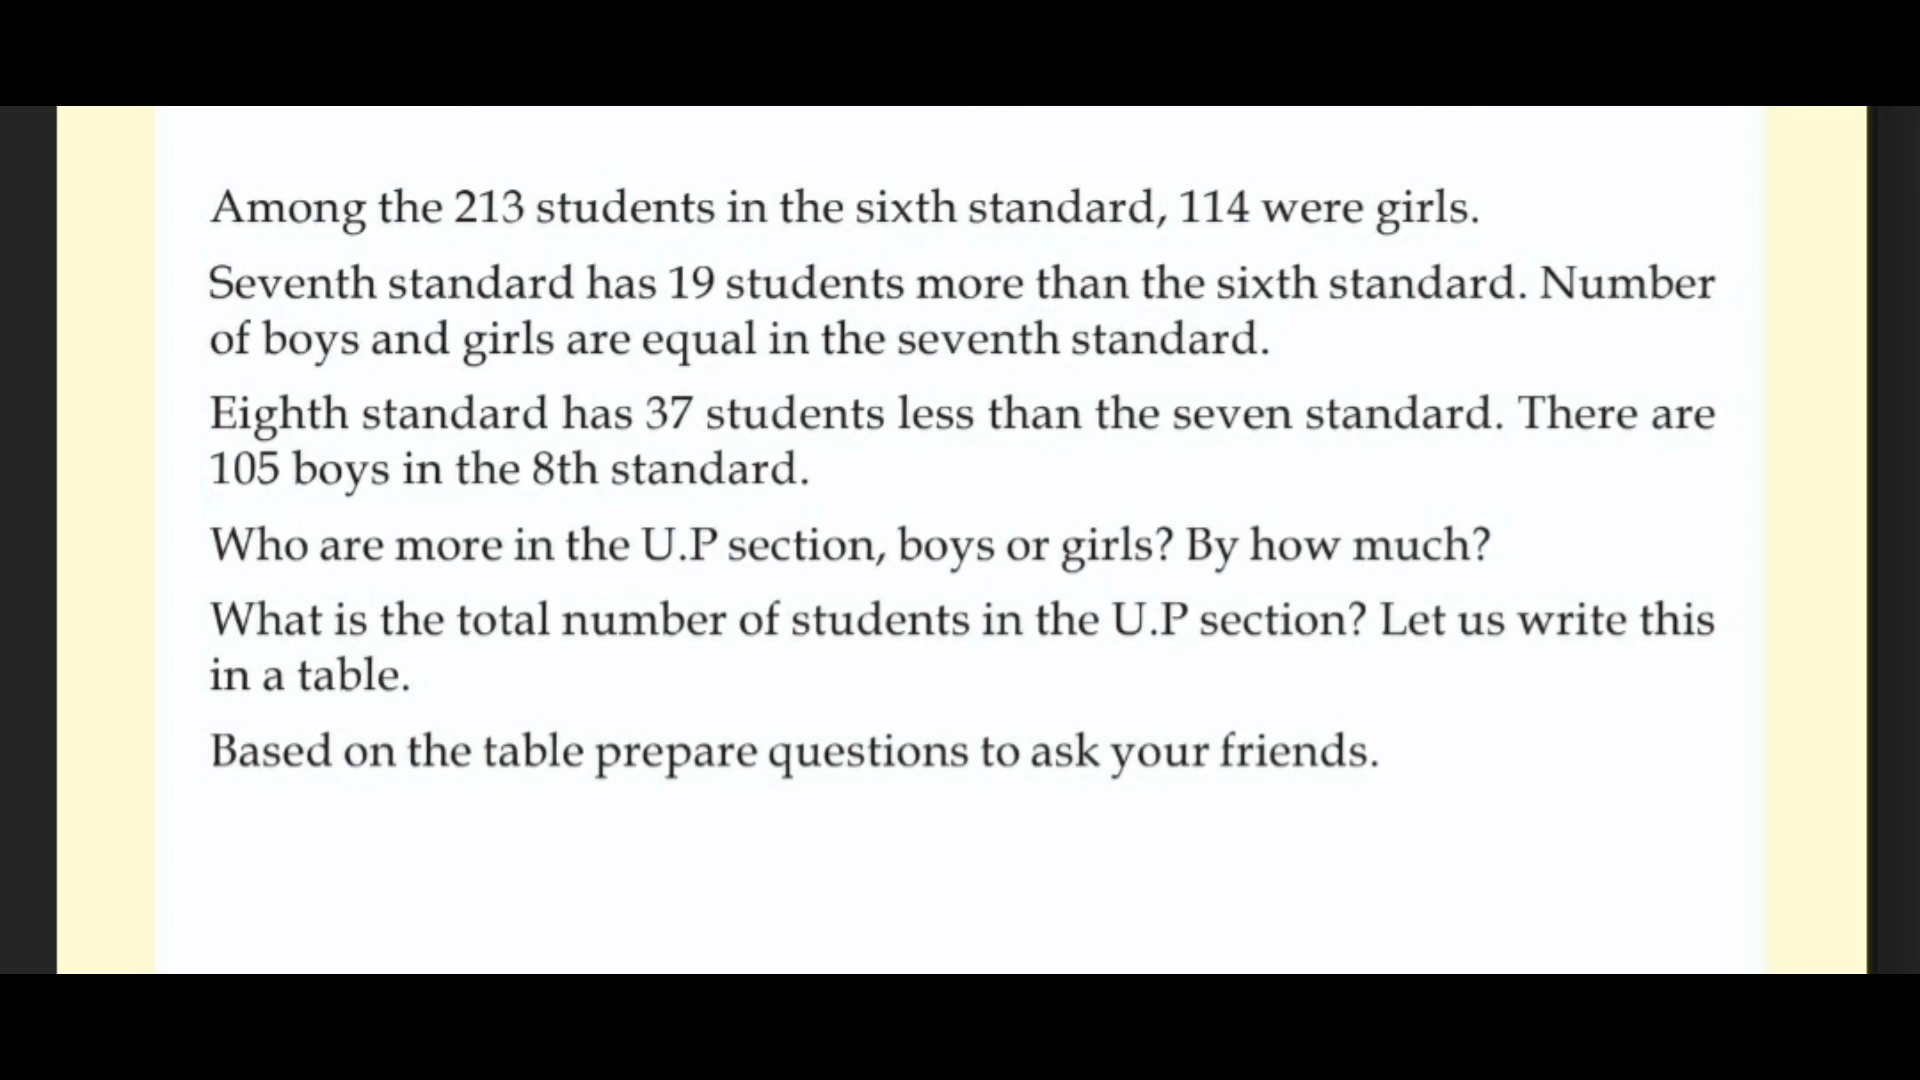 Among the 213 students in the sixth standard, 114 were girls.
Seventh standard has 19 students more than the sixth standard. Number
of boys and girls are equal in the seventh standard.
Eighth standard has 37 students less than the seven standard. There are
105 boys in the 8th standard.
Who are more in the U.P section, boys or girls? By how much?
What is the total number of students in the U.P section? Let us write this
in a table.
Based on the table prepare questions to ask your friends.